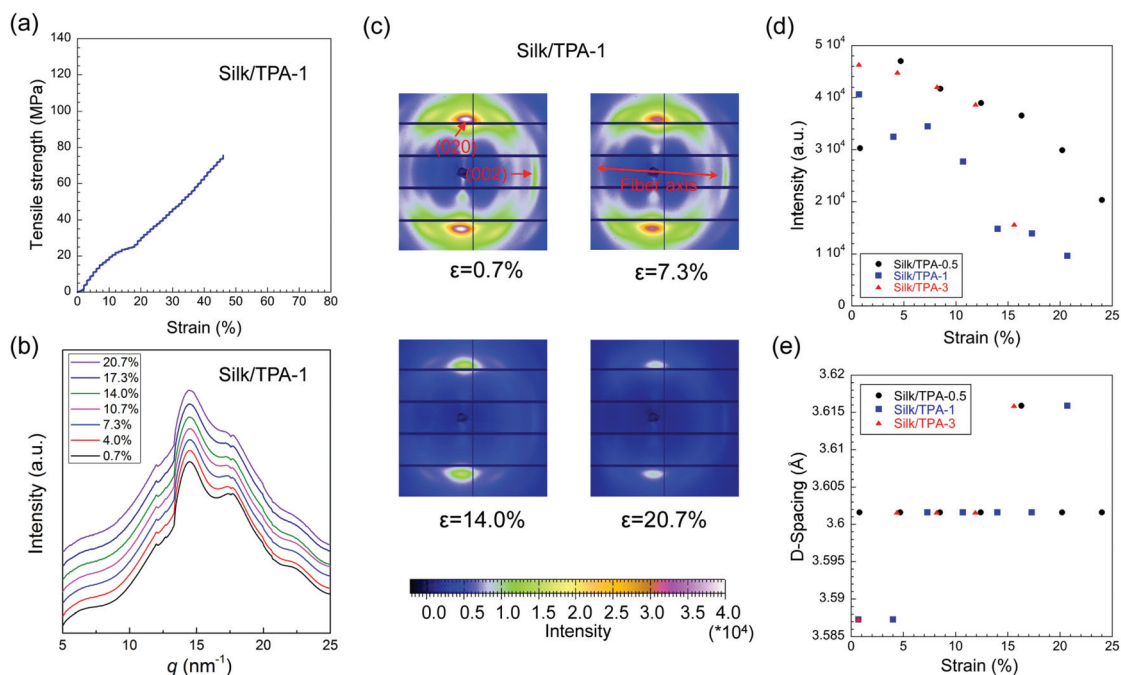 (a)
Silk/TPA-1
Tensile strength (MPa)
140
120
100
80
60
40
20
0
0 10 20 30 40 50 60 70 80
Strain (%)
(b)
Silk/TPA-1
20.7%
17.3%
14.0%
10.7%
7.3%
4.0%
0.7%
Intensity (a.u.)
5 10 15 20 25
q (nm⁻¹)
(c)
Silk/TPA-1
(020)
(002)
Fiber axis
ε=0.7%
ε=7.3%
ε=14.0%
ε=20.7%
0.0 0.5 1.0 1.5 2.0 2.5 3.0 3.5 4.0
Intensity
(*10⁴)
(d)
Intensity (a.u.)
5 10⁴
4 10⁴
3 10⁴
2 10⁴
1 10⁴
0
Silk/TPA-0.5
Silk/TPA-1
Silk/TPA-3
0 5 10 15 20 25
Strain (%)
(e)
D-Spacing (Å)
3.62
3.615
3.61
3.605
3.6
3.595
3.59
3.585
Silk/TPA-0.5
Silk/TPA-1
Silk/TPA-3
0 5 10 15 20 25
Strain (%)